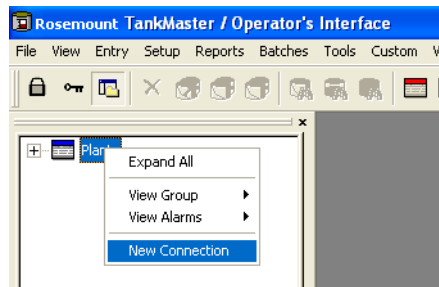 Rosemount TankMaster / Operator's Interface
File View Entry Setup Reports Batches Tools Custom
Expand All
View Group
View Alarms
New Connection